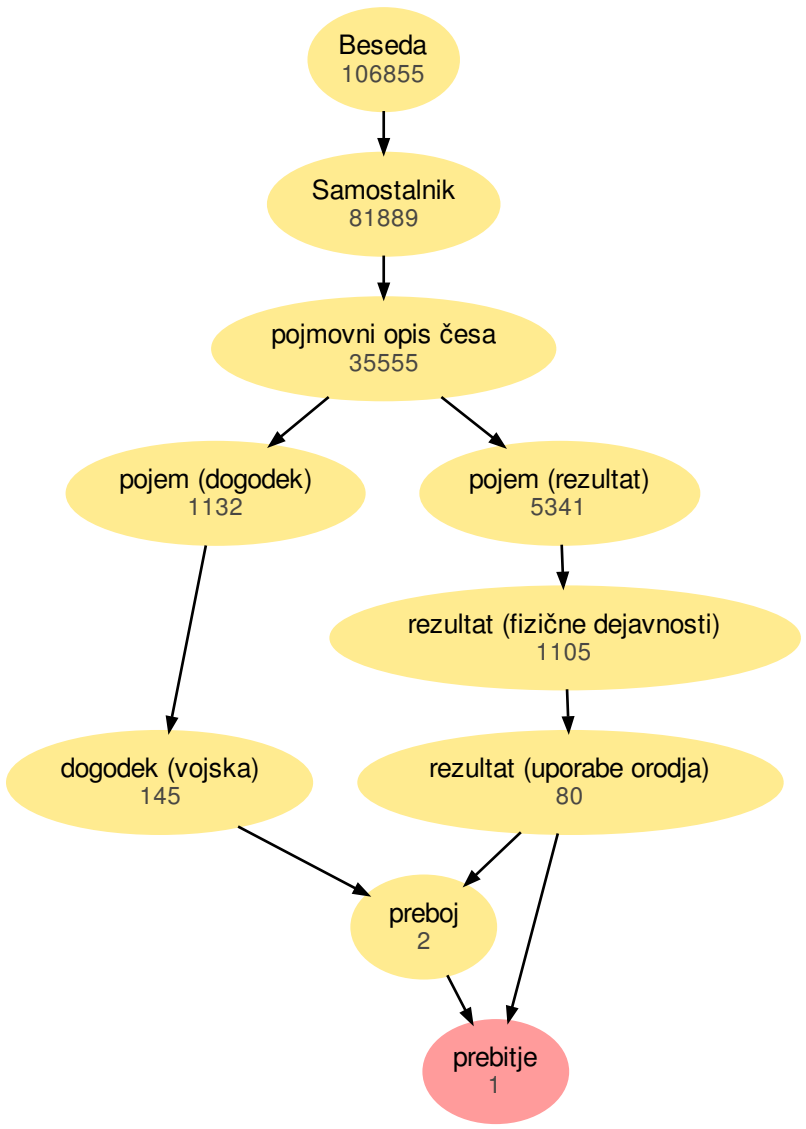 Beseda
106855
Samostalnik
81889
pojmovni opis česa
35555
pojem (dogodek)
1132
pojem (rezultat)
5341
rezultat (fizične dejavnosti)
1105
dogodek (vojska)
145
rezultat (uporabe orodja)
80
preboj
2
prebitje
1